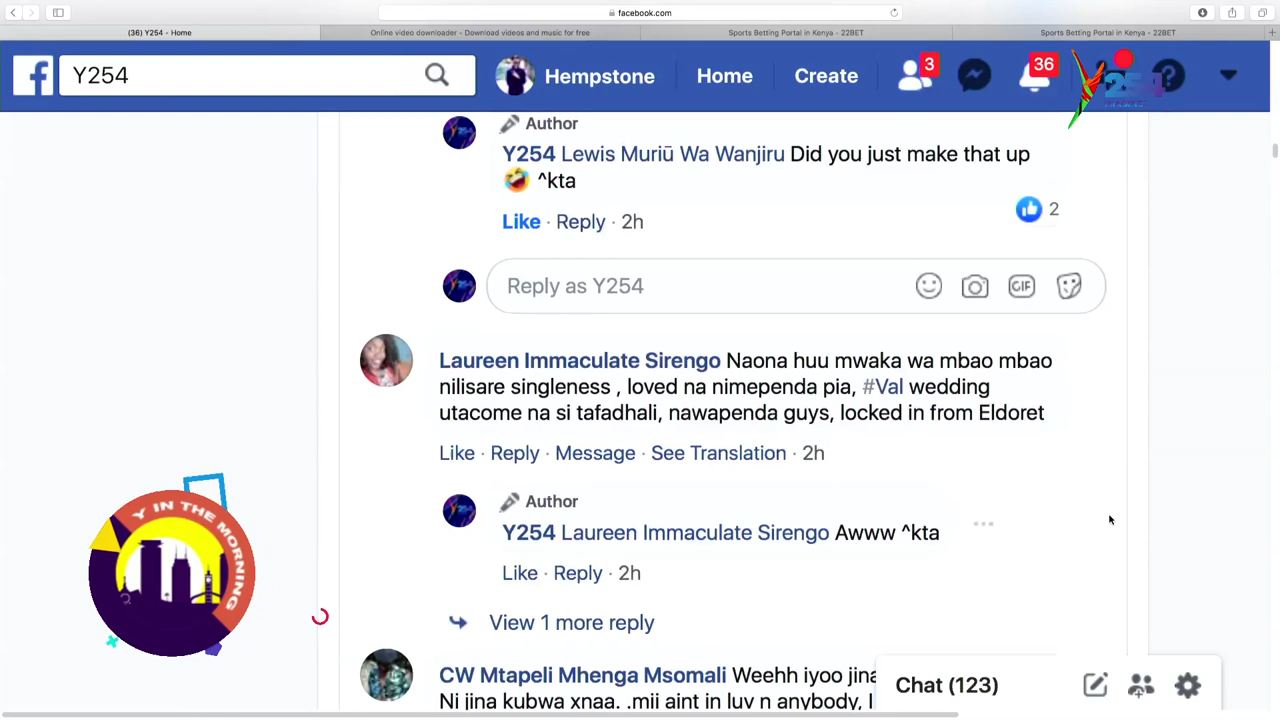 facebook.com
(36) Y254 - Home
Online video downloader - Download videos and music for free
Sports Betting Portal in Kenya - 22BET
Sports Betting Portal in Kenya - 22BET
Y254
Hempstone
Home
Create
3
36
Y254
Author
Y254 Lewis Muriū Wa Wanjiru Did you just make that up
🤣 ^kta
2
Like · Reply · 2h
Reply as Y254
GIF
Laureen Immaculate Sirengo Naona huu mwaka wa mbao mbao
nilisare singleness , loved na nimependa pia, #Val wedding
utacome na si tafadhali, nawapenda guys, locked in from Eldoret
Like · Reply · Message · See Translation · 2h
Author
Y254 Laureen Immaculate Sirengo Awww ^kta
Like · Reply · 2h
View 1 more reply
Y IN THE MORNING
CW Mtapeli Mhenga Msomali Weehh iyoo jina
Ni jina kubwa xnaa. .mii aint in luv n anybody, I
Chat (123)